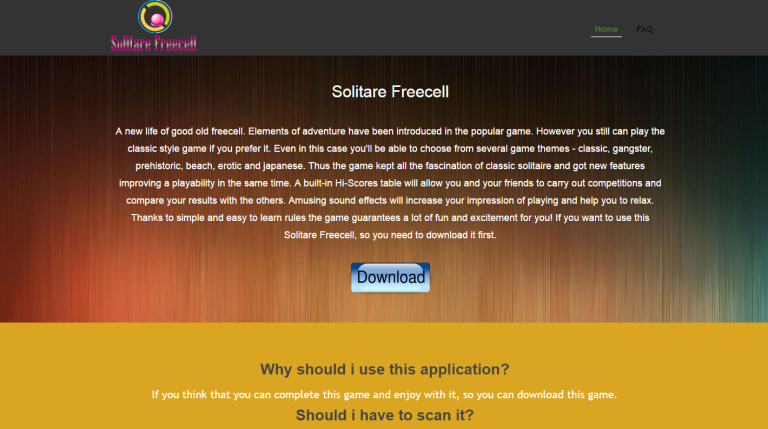 Solitare Freecell
Home
FAQ
Solitare Freecell
A new life of good old freecell. Elements of adventure have been introduced in the popular game. However you still can play the
classic style game if you prefer it. Even in this case you'll be able to choose from several game themes - classic, gangster,
prehistoric, beach, erotic and japanese. Thus the game kept all the fascination of classic solitaire and got new features
improving a playability in the same time. A built-in Hi-Scores table will allow you and your friends to carry out competitions and
compare your results with the others. Amusing sound effects will increase your impression of playing and help you to relax.
Thanks to simple and easy to learn rules the game guarantees a lot of fun and excitement for you! If you want to use this
Solitare Freecell, so you need to download it first.
Download
Why should i use this application?
If you think that you can complete this game and enjoy with it, so you can download this game.
Should i have to scan it?